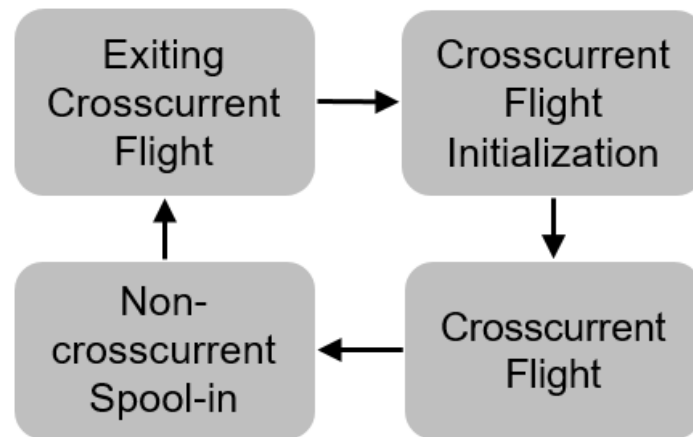 Exiting
Crosscurrent
Flight
Crosscurrent
Flight
Initialization
Non-
crosscurrent
Spool-in
Crosscurrent
Flight